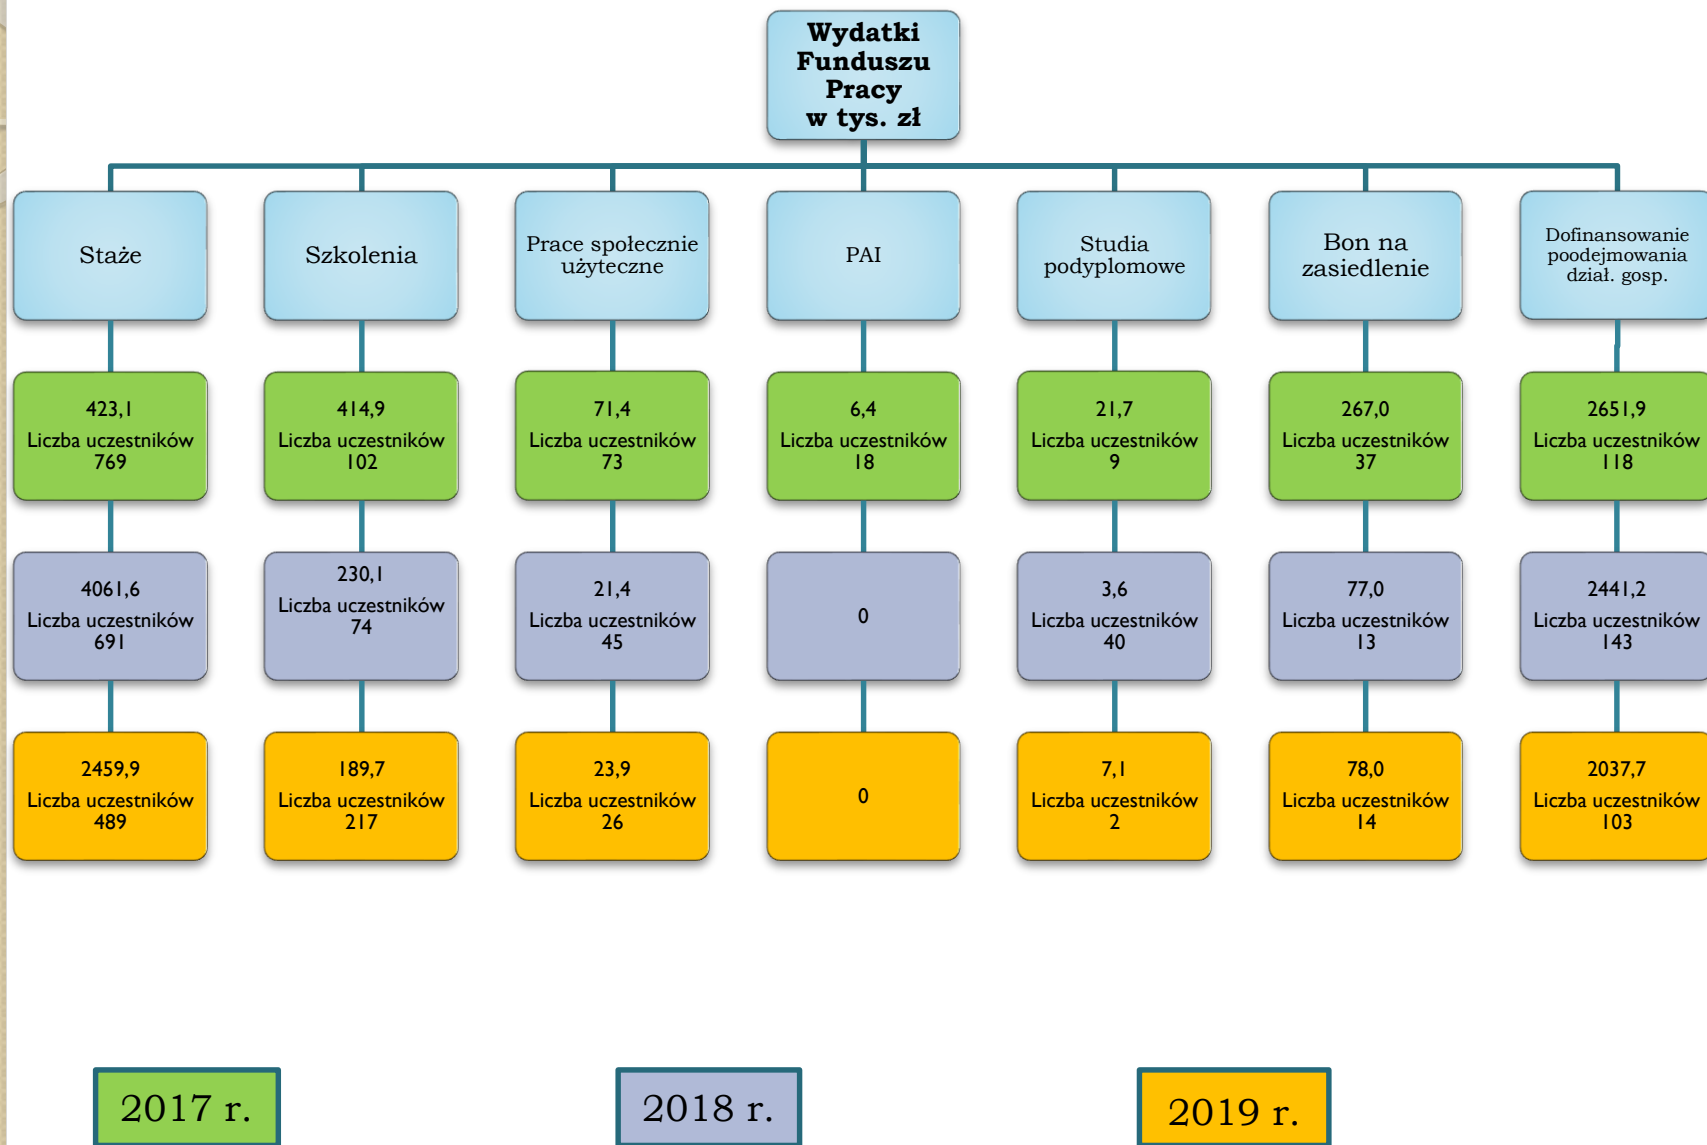 Wydatki
Funduszu
Pracy
w tys. zł
Staże
Szkolenia
Prace społecznie
użyteczne
PAI
Studia
podyplomowe
Bon na
zasiedlenie
Dofinansowanie
poodejmowania
dział. gosp.
423,1
Liczba uczestników
769
414,9
Liczba uczestników
102
71,4
Liczba uczestników
73
6,4
Liczba uczestników
18
21,7
Liczba uczestników
9
267,0
Liczba uczestników
37
2651,9
Liczba uczestników
118
4061,6
Liczba uczestników
691
230,1
Liczba uczestników
74
21,4
Liczba uczestników
45
0
3,6
Liczba uczestników
40
77,0
Liczba uczestników
13
2441,2
Liczba uczestników
143
2459,9
Liczba uczestników
489
189,7
Liczba uczestników
217
23,9
Liczba uczestników
26
0
7,1
Liczba uczestników
2
78,0
Liczba uczestników
14
2037,7
Liczba uczestników
103
2017 r.
2018 r.
2019 r.